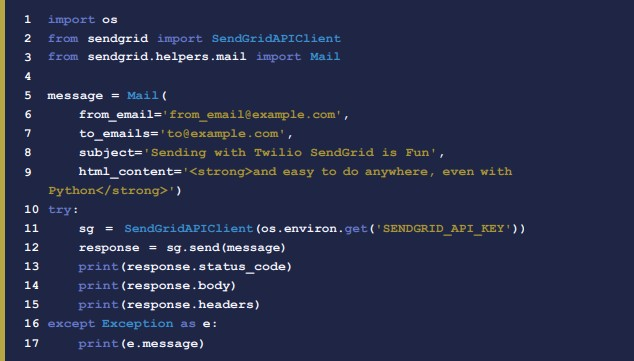 1 import os
2 from sendgrid import SendGridAPIClient
3 from sendgrid.helpers.mail import Mail
4
5 message = Mail(
6     from_email='from_email@example.com',
7     to_emails='to@example.com',
8     subject='Sending with Twilio SendGrid is Fun',
9     html_content='<strong>and easy to do anywhere, even with
Python</strong>')
10 try:
11     sg = SendGridAPIClient(os.environ.get('SENDGRID_API_KEY'))
12     response = sg.send(message)
13     print(response.status_code)
14     print(response.body)
15     print(response.headers)
16 except Exception as e:
17     print(e.message)